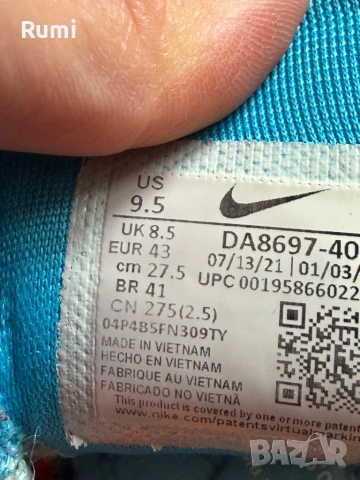 Rumi
US
9.5
UK 8.5
EUR 43
cm 27.5
BR 41
CN 275(2.5)
04P4B5FN309TY
MADE IN VIETNAM
HECHO EN VIETNAM
FABRIQUE AU VIETNAM
FABRICADO NO VIETNÃ
This product is covered by one or more
www.nike.com/patentsvirtualmarkin
DA8697-40
07/13/21 | 01/03/
UPC 00195866022
BAZAR